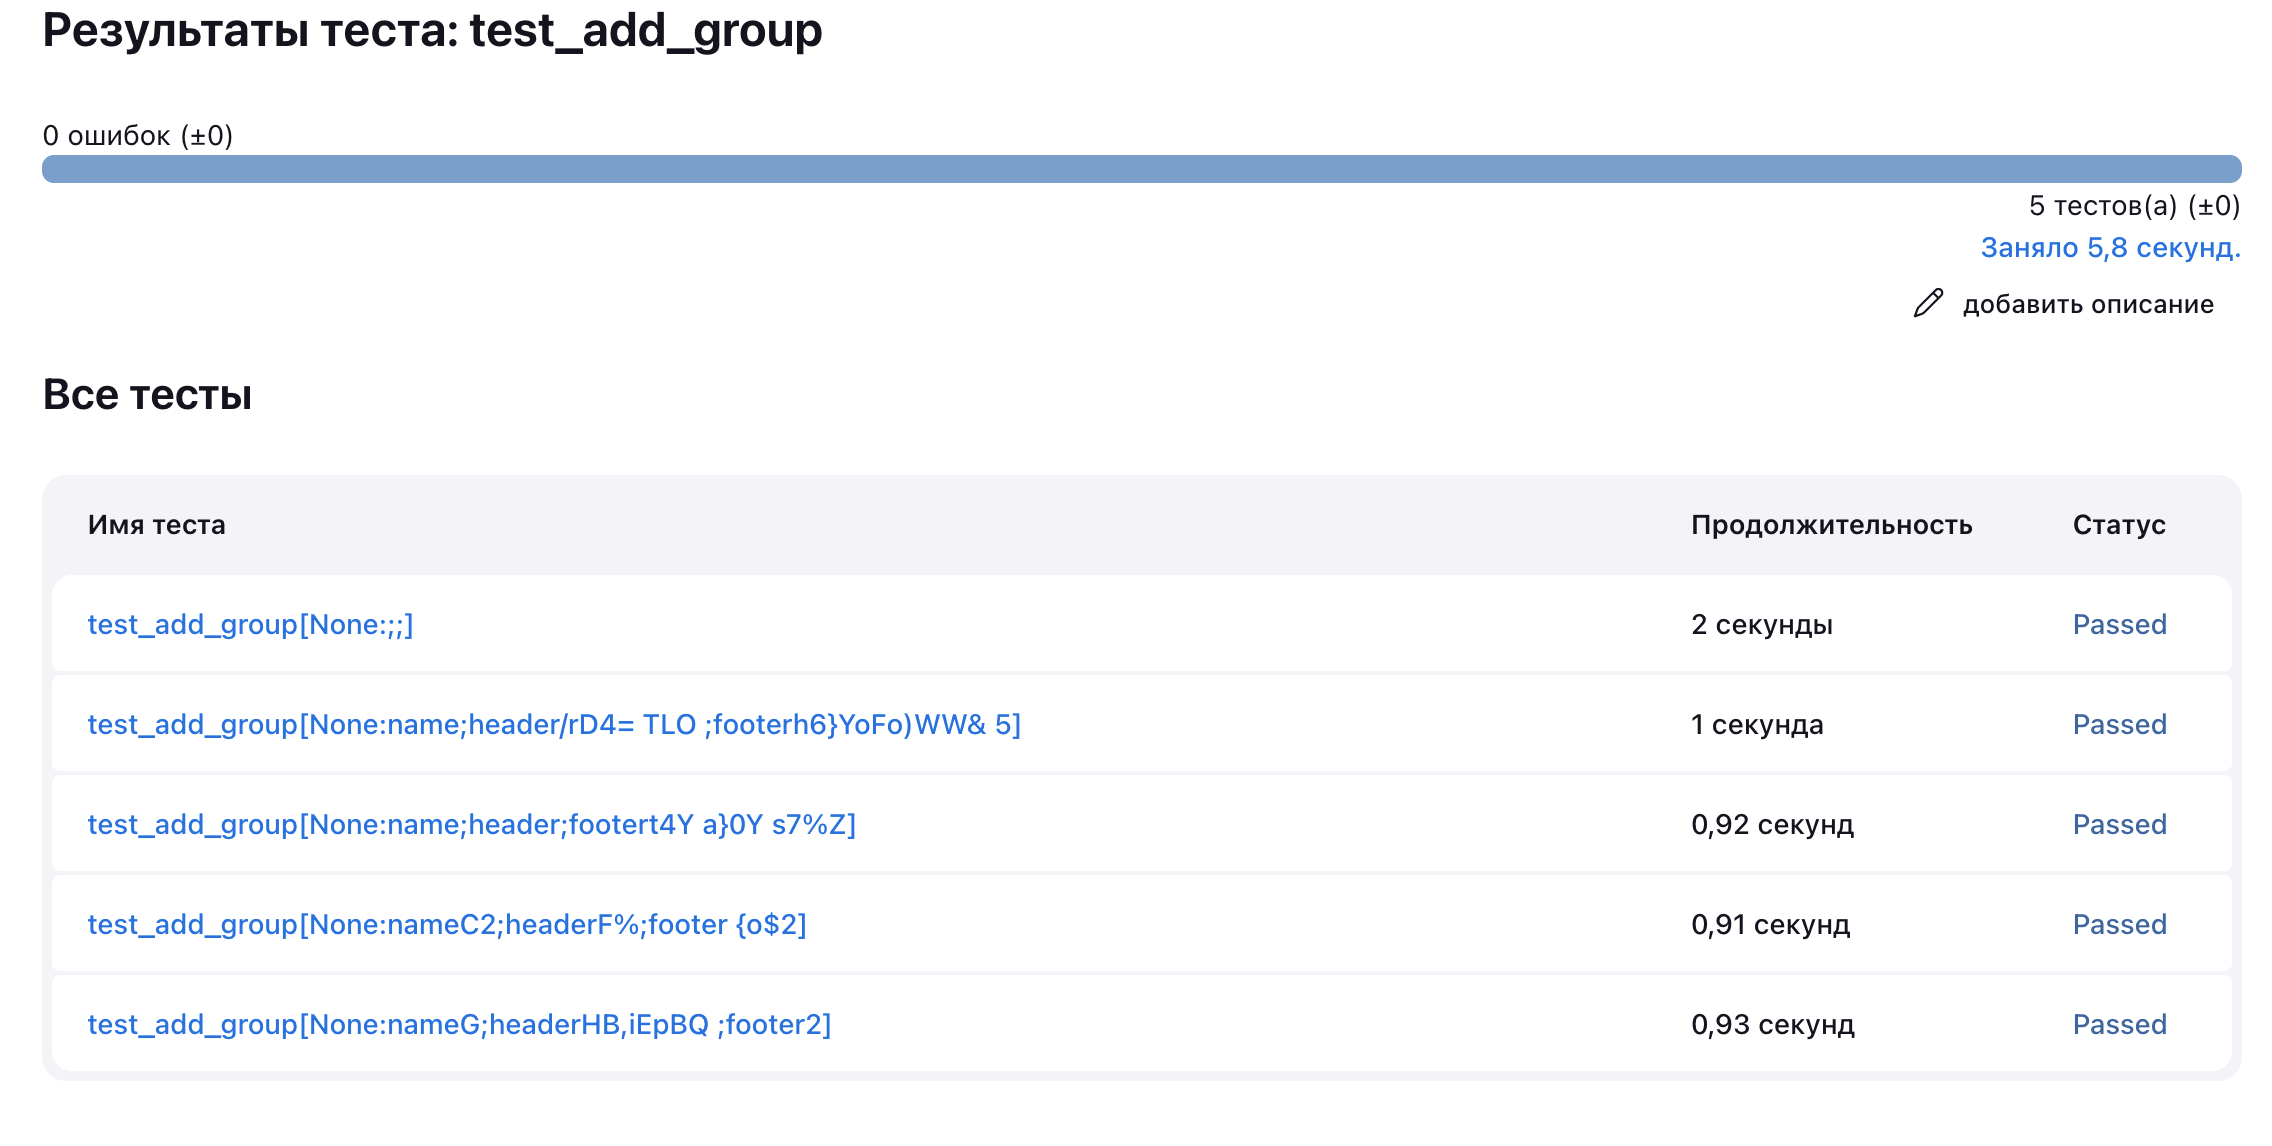 Результаты теста: test_add_group
0 ошибок (±0)
5 тестов(а) (±0)
Заняло 5,8 секунд.
добавить описание
Все тесты
Имя теста Продолжительность Статус
test_add_group[None:;;] 2 секунды Passed
test_add_group[None:name;header/rD4= TLO ;footerh6}YoFo)WW& 5] 1 секунда Passed
test_add_group[None:name;header;footert4Y a}0Y s7%Z] 0,92 секунд Passed
test_add_group[None:nameC2;headerF%;footer {o$2] 0,91 секунд Passed
test_add_group[None:nameG;headerHB,iEpBQ ;footer2] 0,93 секунд Passed